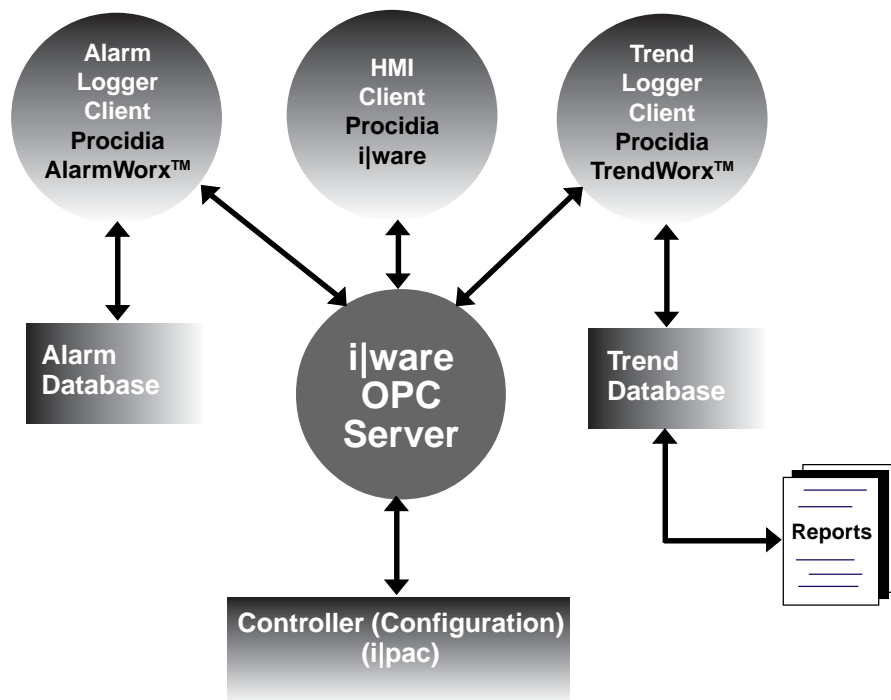 Alarm
Logger
Client
Procidia
AlarmWorx™
HMI
Client
Procidia
i|ware
Trend
Logger
Client
Procidia
TrendWorx™
Alarm
Database
i|ware
OPC
Server
Trend
Database
Reports
Controller (Configuration)
(i|pac)